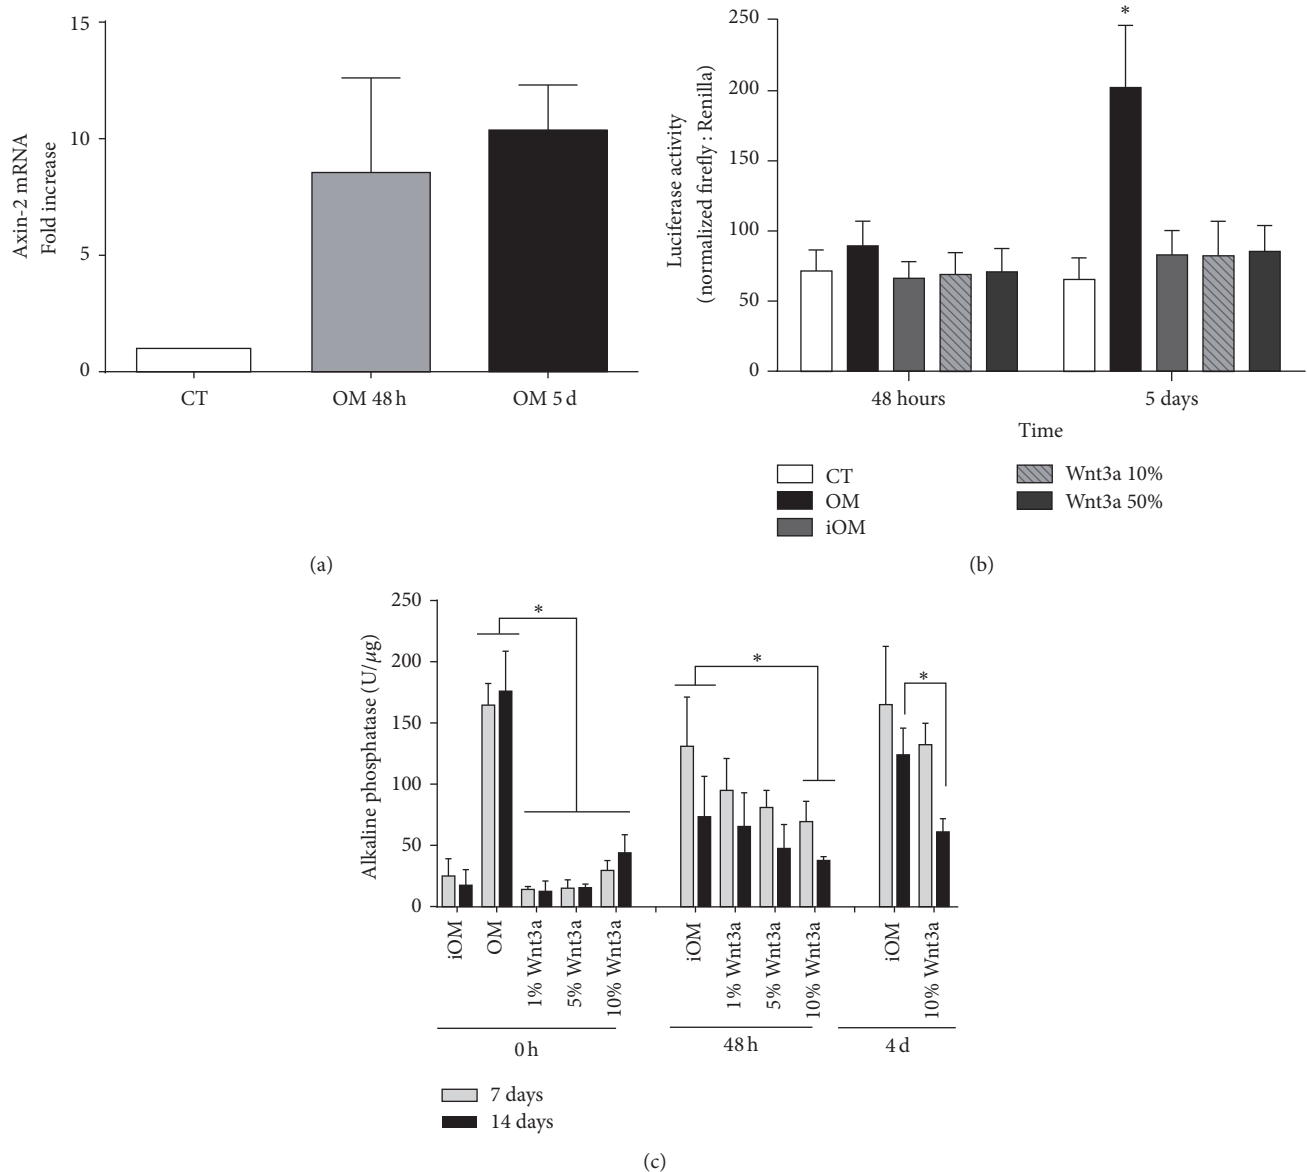 Axin-2 mRNA
Fold increase
15
10
5
0
CT
OM 48 h
OM 5 d
(a)
Luciferase activity
(normalized firefly : Renilla)
250
200
150
100
50
0
*
48 hours
5 days
Time
CT
OM
iOM
Wnt3a 10%
Wnt3a 50%
(b)
Alkaline phosphatase (U/μg)
250
200
150
100
50
0
*
*
*
iOM
OM
1% Wnt3a
5% Wnt3a
10% Wnt3a
iOM
1% Wnt3a
5% Wnt3a
10% Wnt3a
iOM
10% Wnt3a
0 h
48 h
4 d
7 days
14 days
(c)